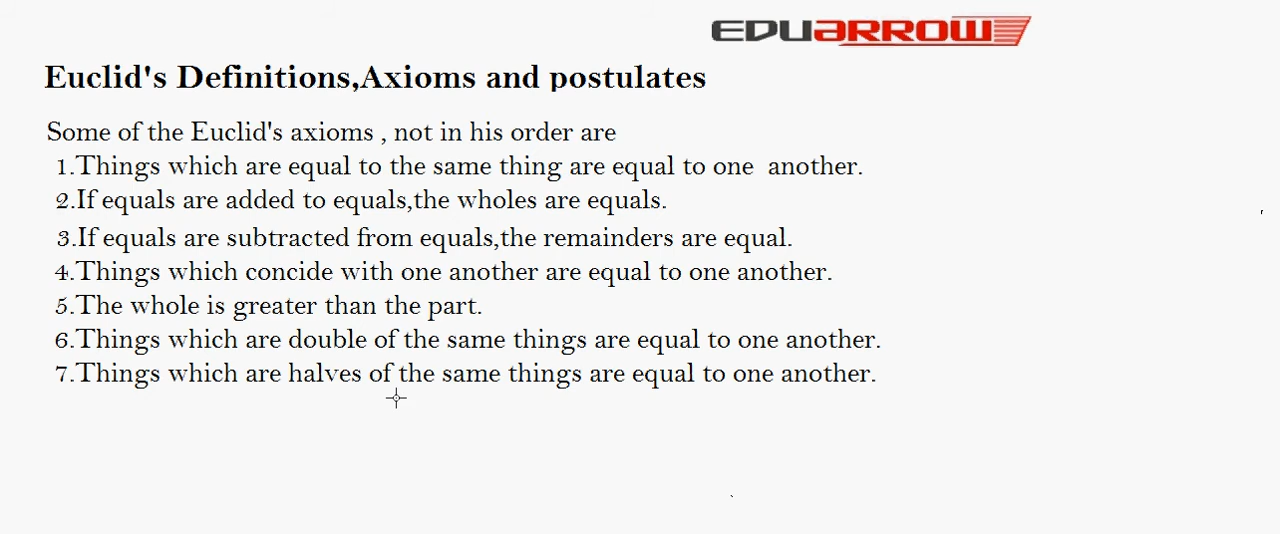 EDUARROW
Euclid's Definitions,Axioms and postulates
Some of the Euclid's axioms , not in his order are
1.Things which are equal to the same thing are equal to one another.
2.If equals are added to equals,the wholes are equals.
3.If equals are subtracted from equals,the remainders are equal.
4.Things which concide with one another are equal to one another.
5.The whole is greater than the part.
6.Things which are double of the same things are equal to one another.
7.Things which are halves of the same things are equal to one another.